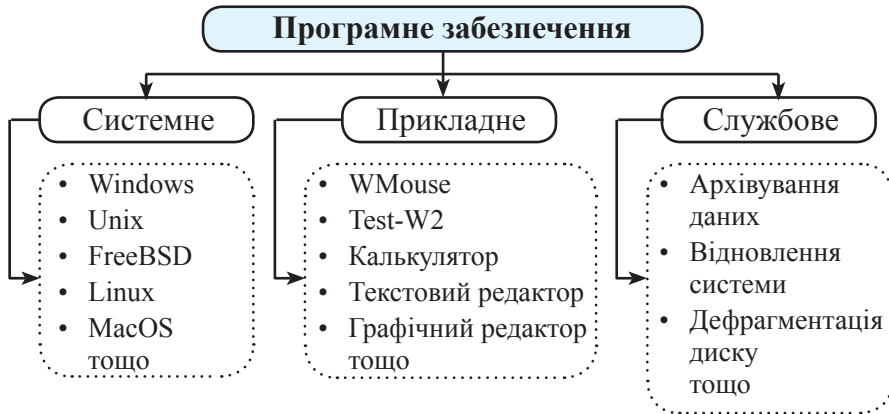 Програмне забезпечення
Системне
• Windows
• Unix
• FreeBSD
• Linux
• MacOS
тощо
Прикладне
• WMouse
• Test-W2
• Калькулятор
• Текстовий редактор
• Графічний редактор
тощо
Службове
• Архівування
даних
• Відновлення
системи
• Дефрагментація
диску
тощо